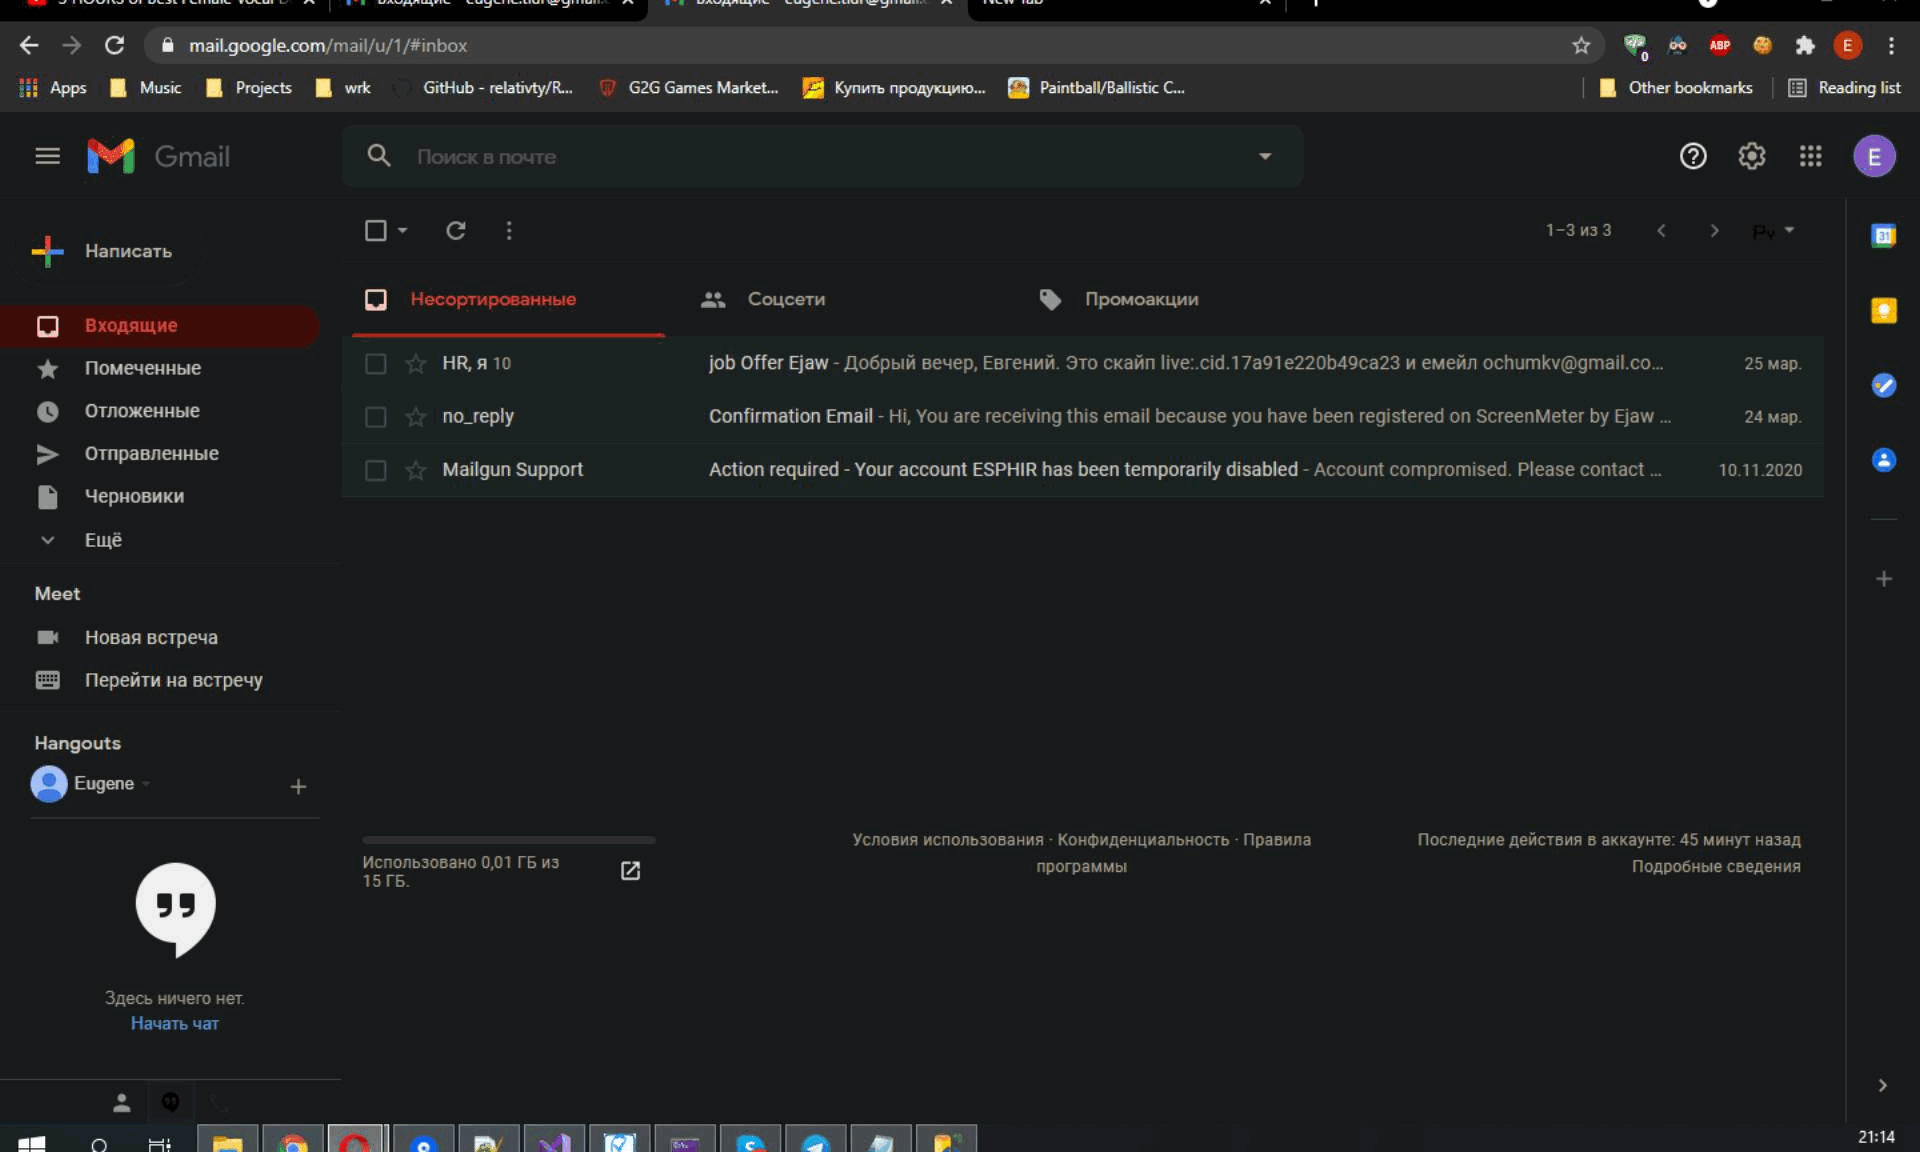 mail.google.com/mail/u/1/#inbox
0
ABP
E
Apps
Music
Projects
wrk
GitHub - relativty/R...
G2G Games Market...
Купить продукцию...
Paintball/Ballistic C...
Other bookmarks
Reading list
Gmail
Поиск в почте
E
Написать
1–3 из 3
31
Несортированные
Соцсети
Промоакции
Входящие
Помеченные
Отложенные
Отправленные
Черновики
Ещё
HR, я 10
job Offer Ejaw - Добрый вечер, Евгений. Это скайп live:.cid.17a91e220b49ca23 и емейл ochumkv@gmail.co...
25 мар.
no_reply
Confirmation Email - Hi, You are receiving this email because you have been registered on ScreenMeter by Ejaw ...
24 мар.
Mailgun Support
Action required - Your account ESPHIR has been temporarily disabled - Account compromised. Please contact ...
10.11.2020
Meet
Новая встреча
Перейти на встречу
Hangouts
Eugene
Здесь ничего нет.
Начать чат
Использовано 0,01 ГБ из
15 ГБ.
Условия использования · Конфиденциальность · Правила
программы
Последние действия в аккаунте: 45 минут назад
Подробные сведения
21:14